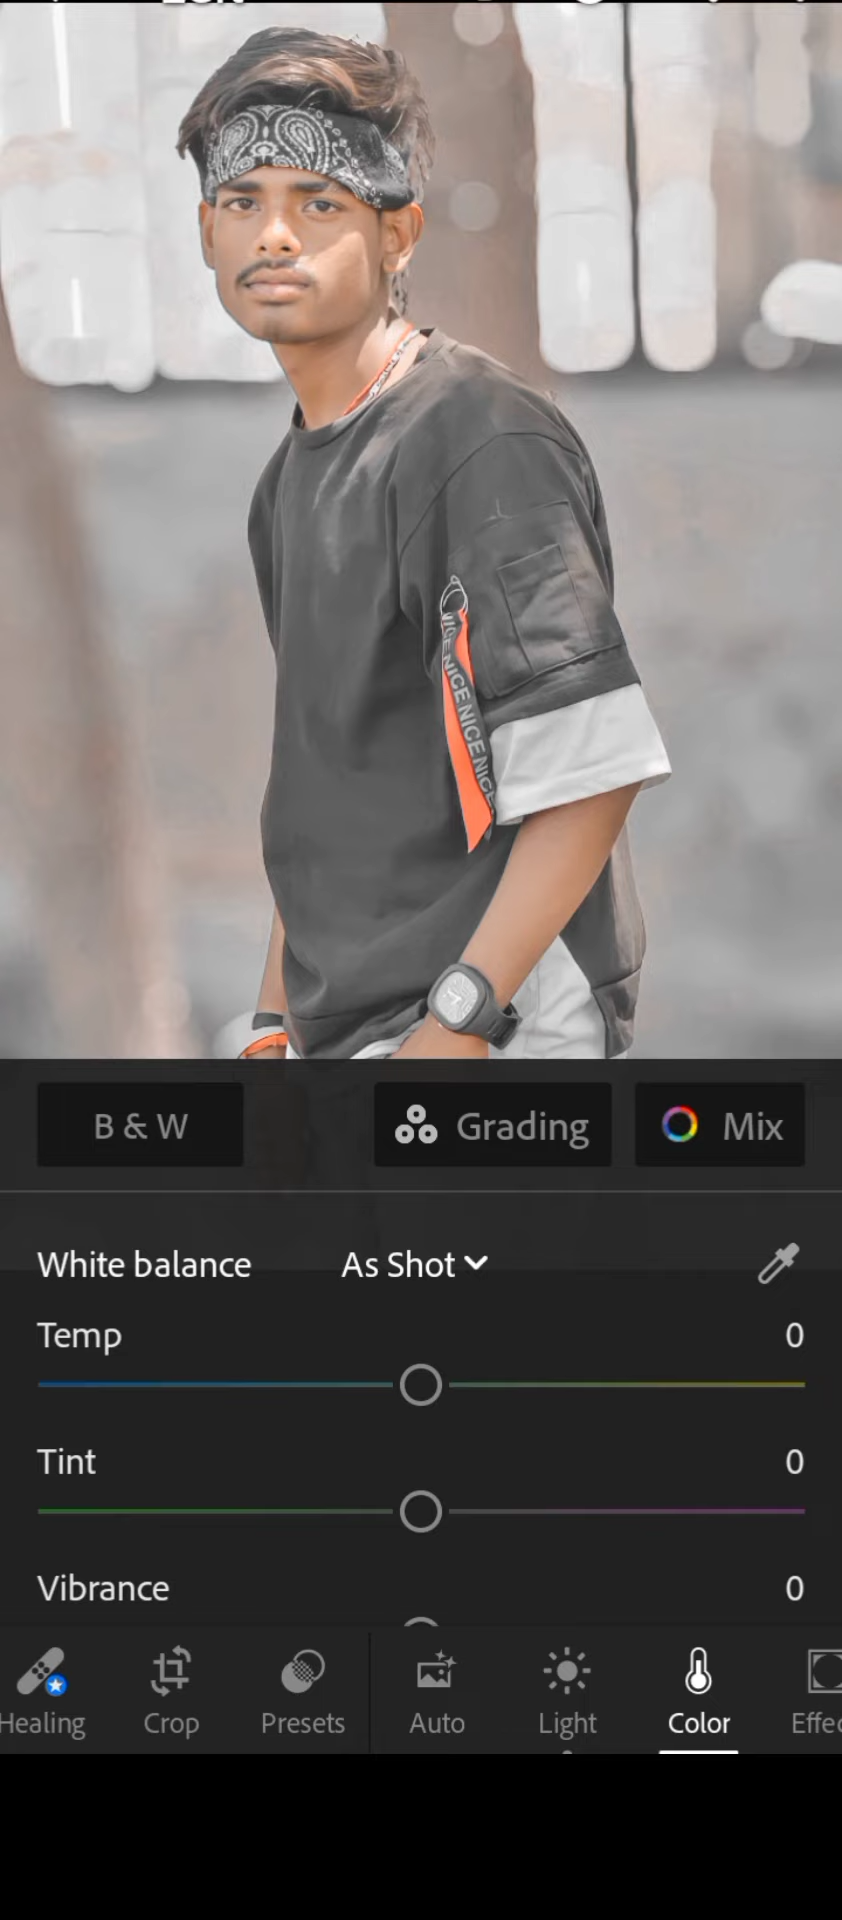 NICE NICE NICE NICE
B & W
Grading
Mix
White balance
As Shot
Temp
0
Tint
0
Vibrance
0
Healing
Crop
Presets
Auto
Light
Color